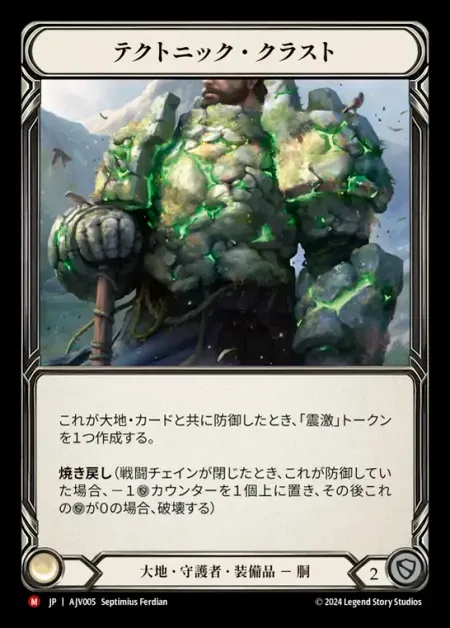 テクトニック・クラスト
これが大地・カードと共に防御したとき、「震激」トークン
を1つ作成する。
焼き戻し（戦闘チェインが閉じたとき、これが防御してい
た場合、－1カウンターを1個上に置き、その後これ
のが0の場合、破壊する）
大地・守護者・装備品 － 胴
2
M JP | AJV005 Septimius Ferdian
© 2024 Legend Story Studios